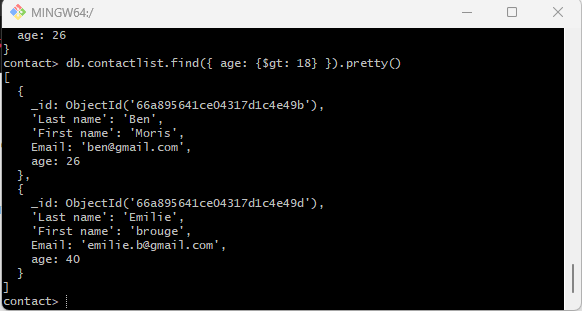 MINGW64:/
age: 26
}
contact> db.contactlist.find({ age: {$gt: 18} }).pretty()
[
{
_id: ObjectId('66a895641ce04317d1c4e49b'),
'Last name': 'Ben',
'First name': 'Moris',
Email: 'ben@gmail.com',
age: 26
},
{
_id: ObjectId('66a895641ce04317d1c4e49d'),
'Last name': 'Emilie',
'First name': 'brouge',
Email: 'emilie.b@gmail.com',
age: 40
}
]
contact>